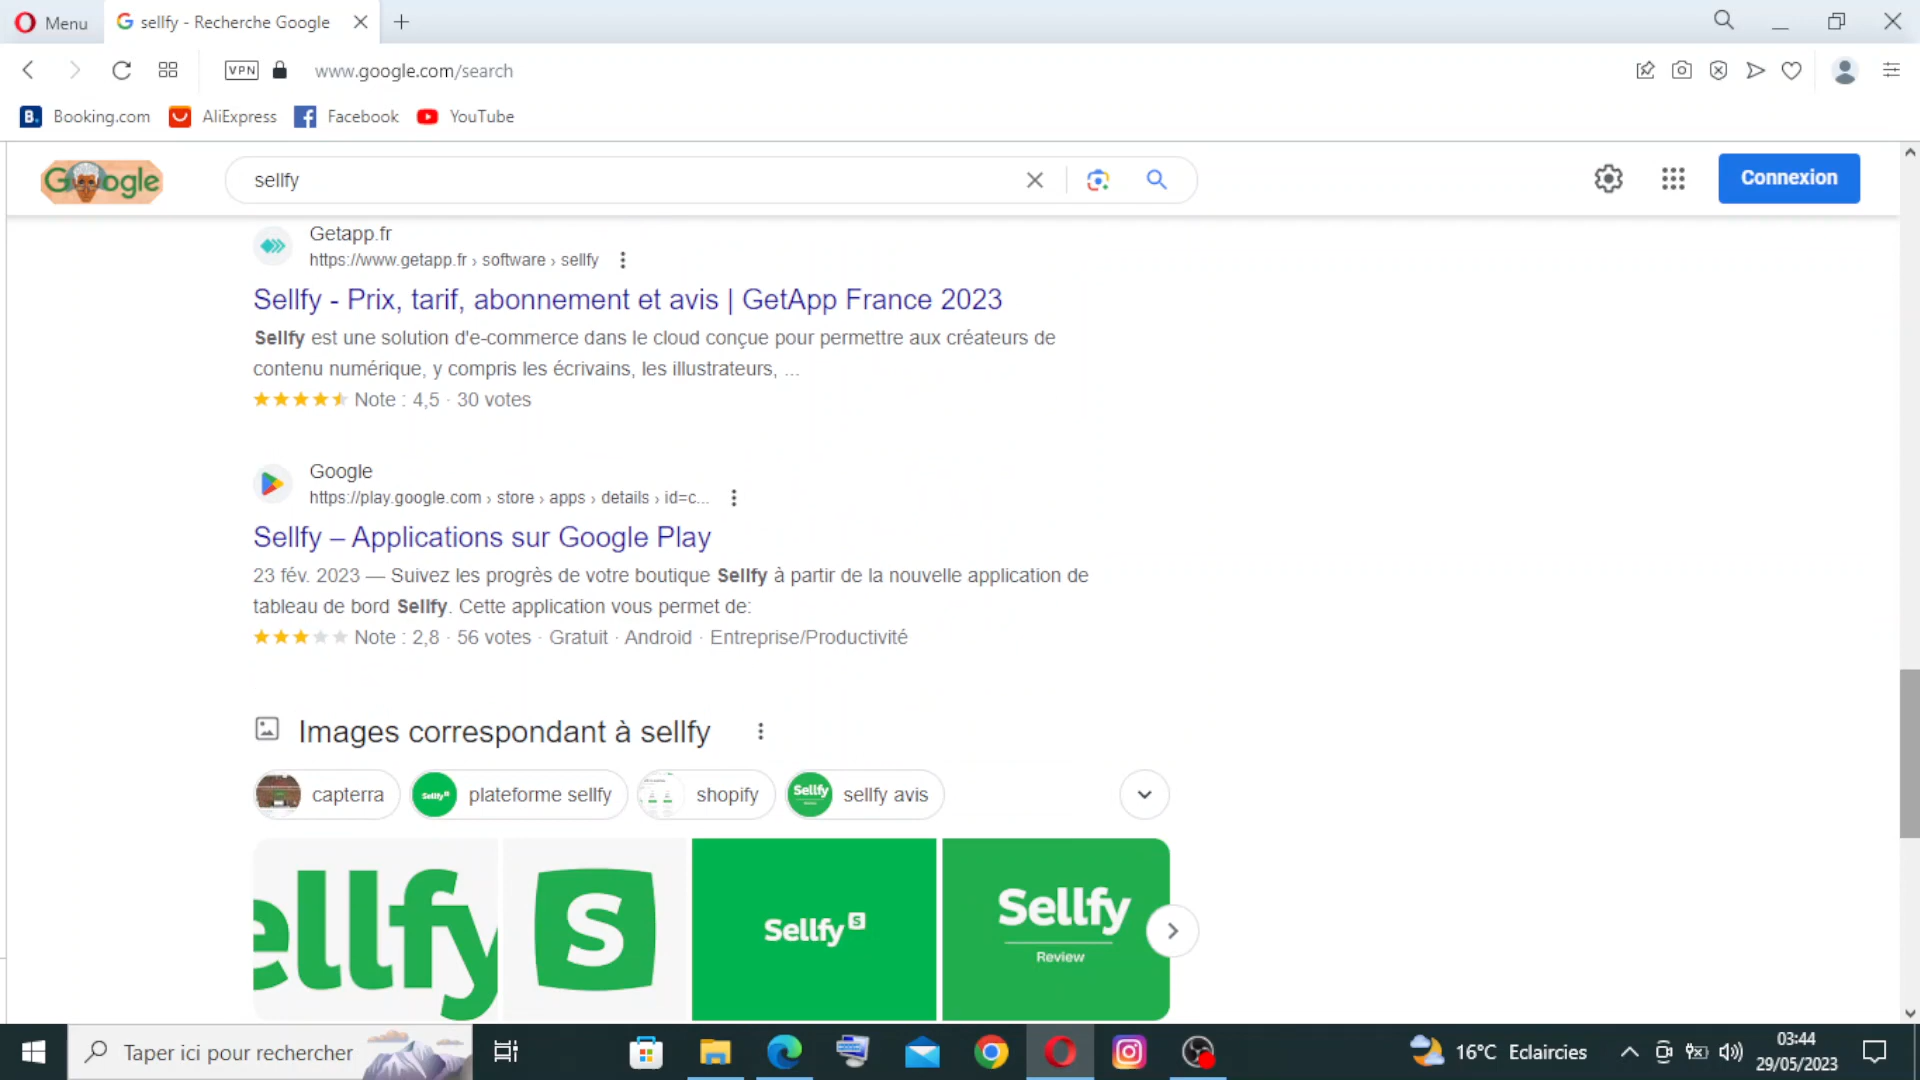 Menu
sellfy - Recherche Google
VPN
www.google.com/search
Booking.com
AliExpress
Facebook
YouTube
Google
sellfy
Connexion
Getapp.fr
https://www.getapp.fr › software › sellfy
Sellfy - Prix, tarif, abonnement et avis | GetApp France 2023
Sellfy est une solution d'e-commerce dans le cloud conçue pour permettre aux créateurs de
contenu numérique, y compris les écrivains, les illustrateurs, ...
Note : 4,5 · 30 votes
Google
https://play.google.com › store › apps › details › id=c...
Sellfy – Applications sur Google Play
23 fév. 2023 — Suivez les progrès de votre boutique Sellfy à partir de la nouvelle application de
tableau de bord Sellfy. Cette application vous permet de:
Note : 2,8 · 56 votes · Gratuit · Android · Entreprise/Productivité
Images correspondant à sellfy
capterra
Sellfy
plateforme sellfy
shopify
Sellfy
sellfy avis
ellfy
S
Sellfy S
Sellfy
Review
Taper ici pour rechercher
16°C Eclaircies
03:44
29/05/2023